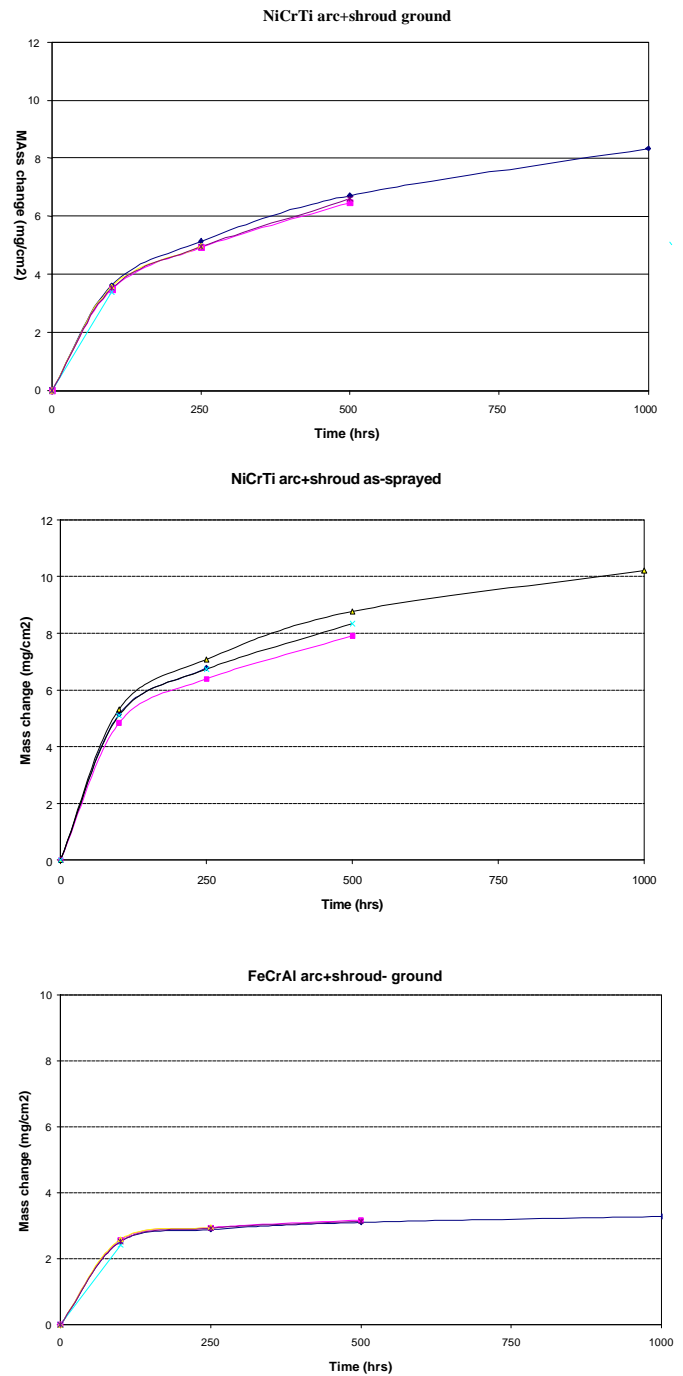 NiCrTi arc+shroud ground
12
10
8
6
4
2
0
MAss change (mg/cm2)
0 250 500 750 1000
Time (hrs)
NiCrTi arc+shroud as-sprayed
12
10
8
6
4
2
0
Mass change (mg/cm2)
0 250 500 750 1000
Time (hrs)
FeCrAl arc+shroud- ground
10
8
6
4
2
0
Mass change (mg/cm2)
0 250 500 750 1000
Time (hrs)